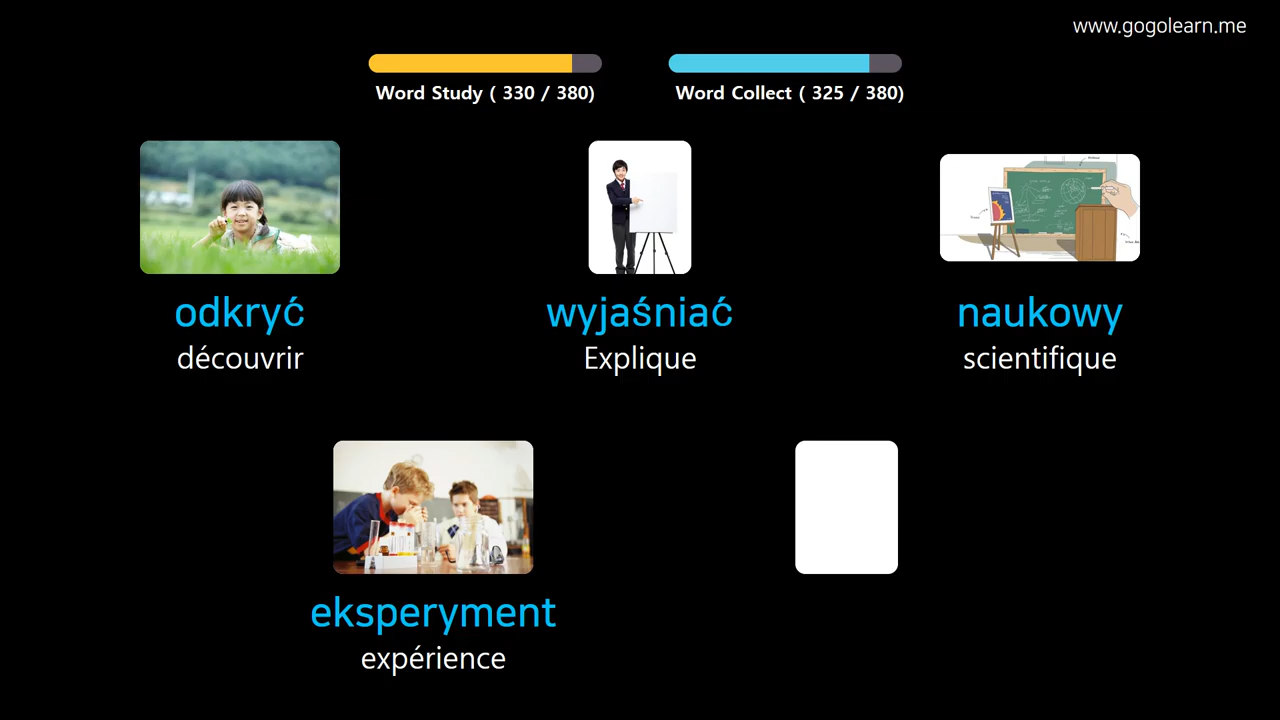 www.gogolearn.me
Word Study ( 330 / 380)
Word Collect ( 325 / 380)
odkryć
découvrir
wyjaśniać
Explique
naukowy
scientifique
eksperyment
expérience